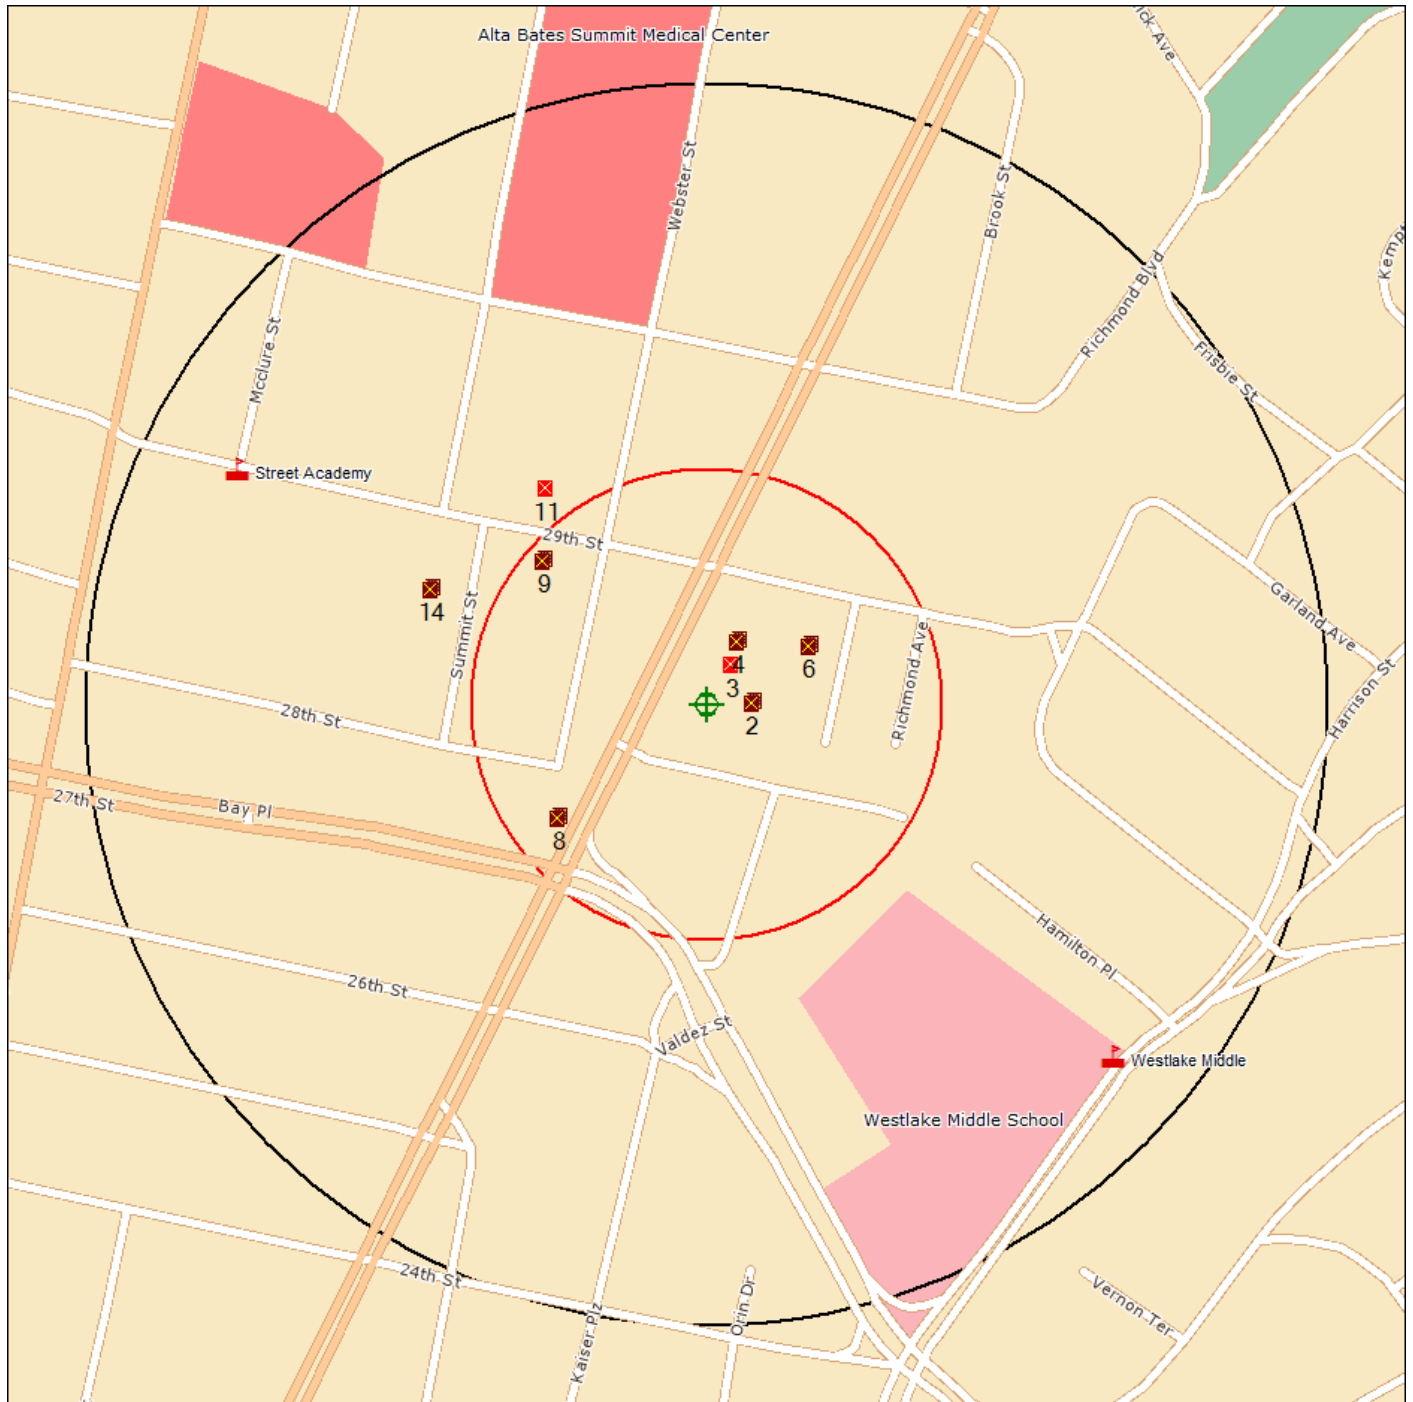 ick Ave
Alta Bates Summit Medical Center
Webster St
Brook St
Kempt
Richmond Blvd
Mcclure St
Frisbie St
Street Academy
11
29th St
9
14
Garland Ave
Summit St
4
6
3
Richmond Ave
2
Harrison St
28th St
27th St
Bay Pl
8
Hamilton Pl
26th St
Valdez St
Westlake Middle
Westlake Middle School
24th St
Orin Dr
Vernon Ter
Kaiser Plz